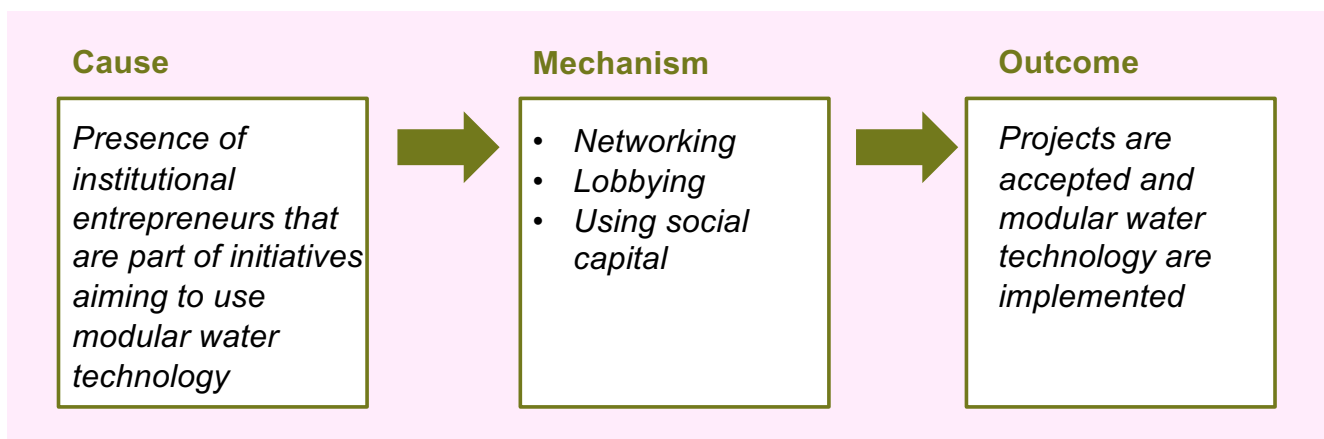 Cause
Presence of
institutional
entrepreneurs that
are part of initiatives
aiming to use
modular water
technology
Mechanism
• Networking
• Lobbying
• Using social
capital
Outcome
Projects are
accepted and
modular water
technology are
implemented